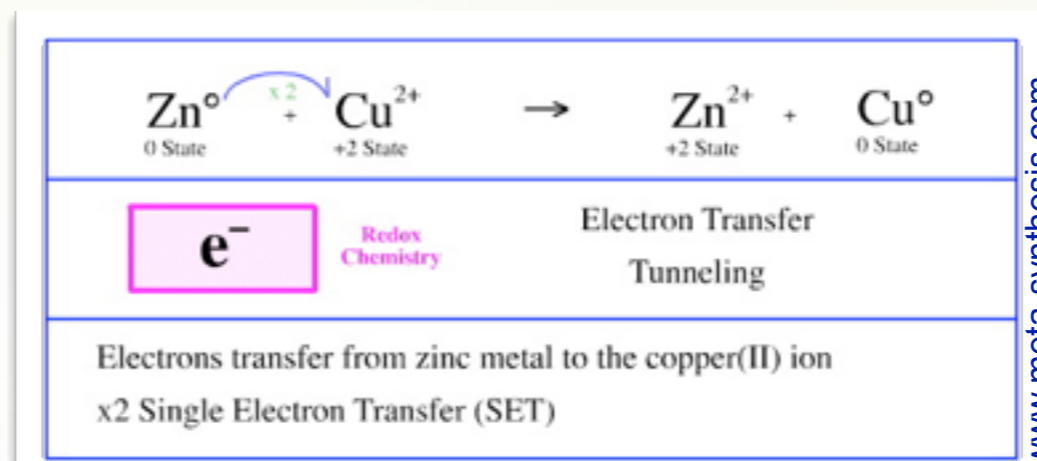 Zn° x 2 + Cu2+ → Zn2+ + Cu°
0 State +2 State +2 State 0 State
e− Redox Chemistry
Electron Transfer
Tunneling
Electrons transfer from zinc metal to the copper(II) ion
x2 Single Electron Transfer (SET)
www.meta-synthesis.com